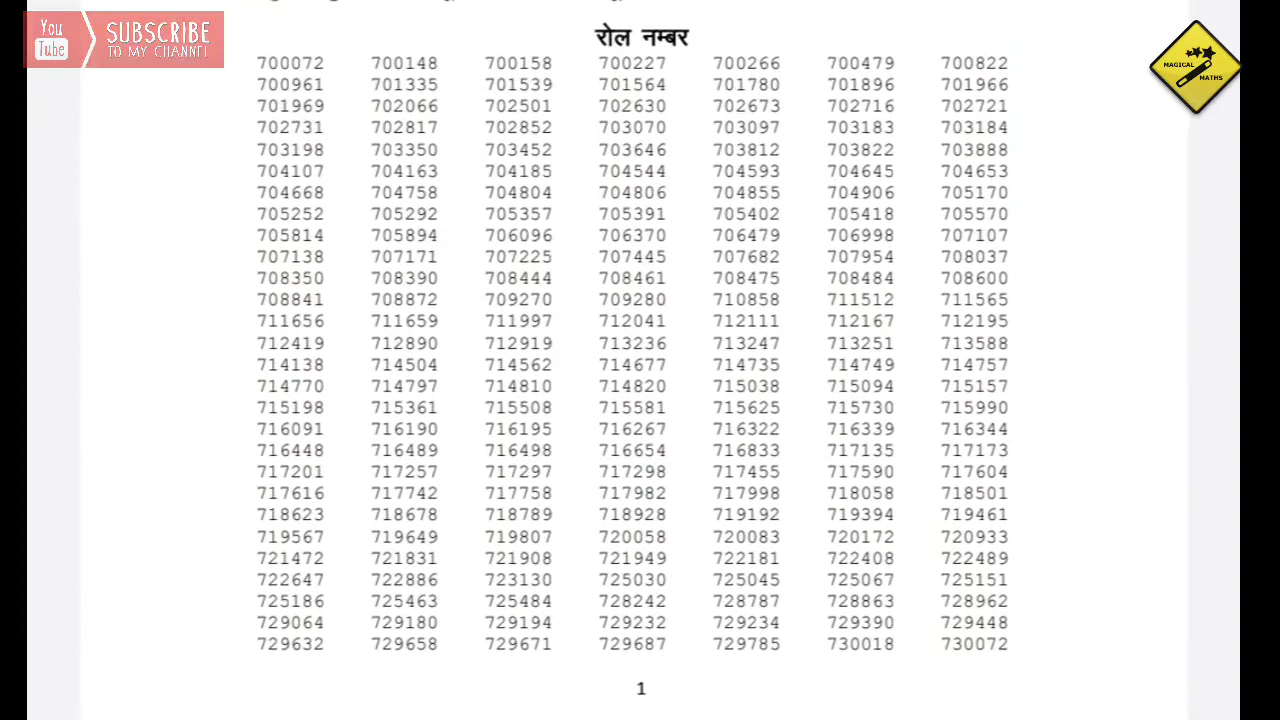 You
Tube
SUBSCRIBE
TO MY CHANNEL
MAGICAL
MATHS
रोल नम्बर
700072 700148 700158 700227 700266 700479 700822
700961 701335 701539 701564 701780 701896 701966
701969 702066 702501 702630 702673 702716 702721
702731 702817 702852 703070 703097 703183 703184
703198 703350 703452 703646 703812 703822 703888
704107 704163 704185 704544 704593 704645 704653
704668 704758 704804 704806 704855 704906 705170
705252 705292 705357 705391 705402 705418 705570
705814 705894 706096 706370 706479 706998 707107
707138 707171 707225 707445 707682 707954 708037
708350 708390 708444 708461 708475 708484 708600
708841 708872 709270 709280 710858 711512 711565
711656 711659 711997 712041 712111 712167 712195
712419 712890 712919 713236 713247 713251 713588
714138 714504 714562 714677 714735 714749 714757
714770 714797 714810 714820 715038 715094 715157
715198 715361 715508 715581 715625 715730 715990
716091 716190 716195 716267 716322 716339 716344
716448 716489 716498 716654 716833 717135 717173
717201 717257 717297 717298 717455 717590 717604
717616 717742 717758 717982 717998 718058 718501
718623 718678 718789 718928 719192 719394 719461
719567 719649 719807 720058 720083 720172 720933
721472 721831 721908 721949 722181 722408 722489
722647 722886 723130 725030 725045 725067 725151
725186 725463 725484 728242 728787 728863 728962
729064 729180 729194 729232 729234 729390 729448
729632 729658 729671 729687 729785 730018 730072
1